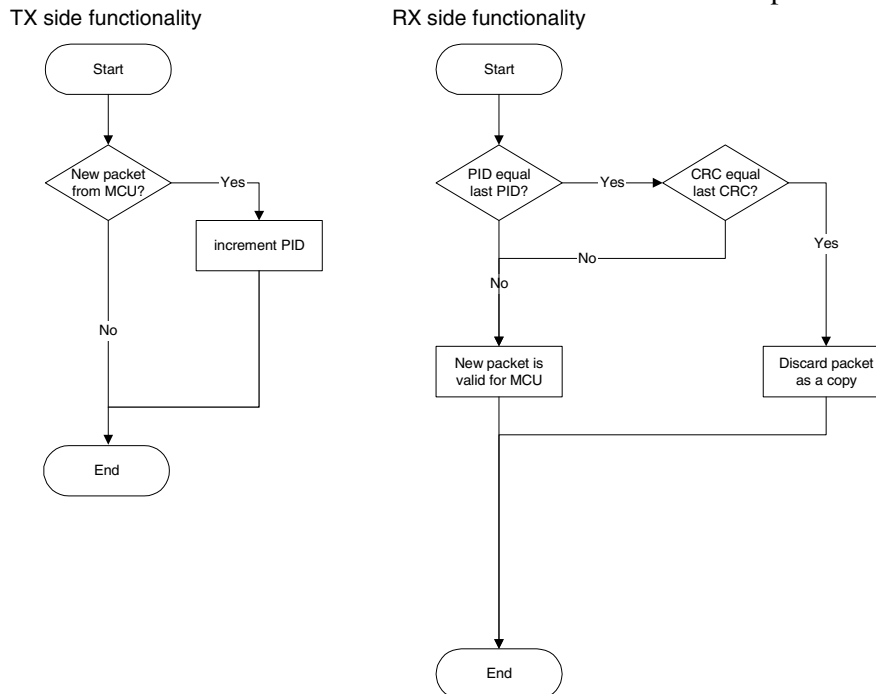 TX side functionality
Start
New packet
from MCU?
Yes
increment PID
No
End
RX side functionality
Start
PID equal
last PID?
Yes
CRC equal
last CRC?
Yes
No
No
New packet is
valid for MCU
Discard packet
as a copy
End